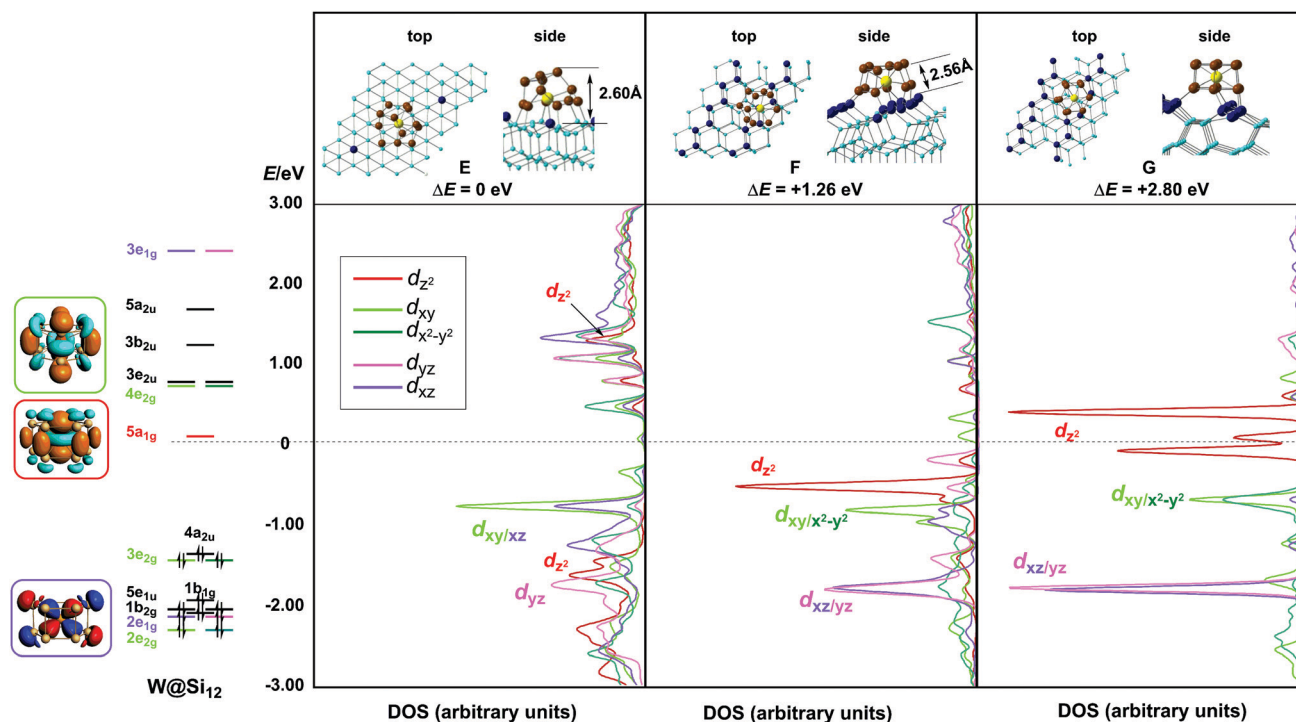 top side
2.60Å
E
ΔE = 0 eV
top side
2.56Å
F
ΔE = +1.26 eV
top side
G
ΔE = +2.80 eV
E/eV
3.00
2.00
1.00
0
-1.00
-2.00
-3.00
3e1g
5a2u
3b2u
3e2u
4e2g
5a1g
4a2u
3e2g
1b1g
5e1u
1b2g
2e1g
2e2g
W@Si12
dz2
dxy
dx2-y2
dyz
dxz
dz2
dxy/xz
dz2
dyz
dz2
dxy/x2-y2
dxz/yz
dz2
dxy/x2-y2
dxz/yz
DOS (arbitrary units)
DOS (arbitrary units)
DOS (arbitrary units)